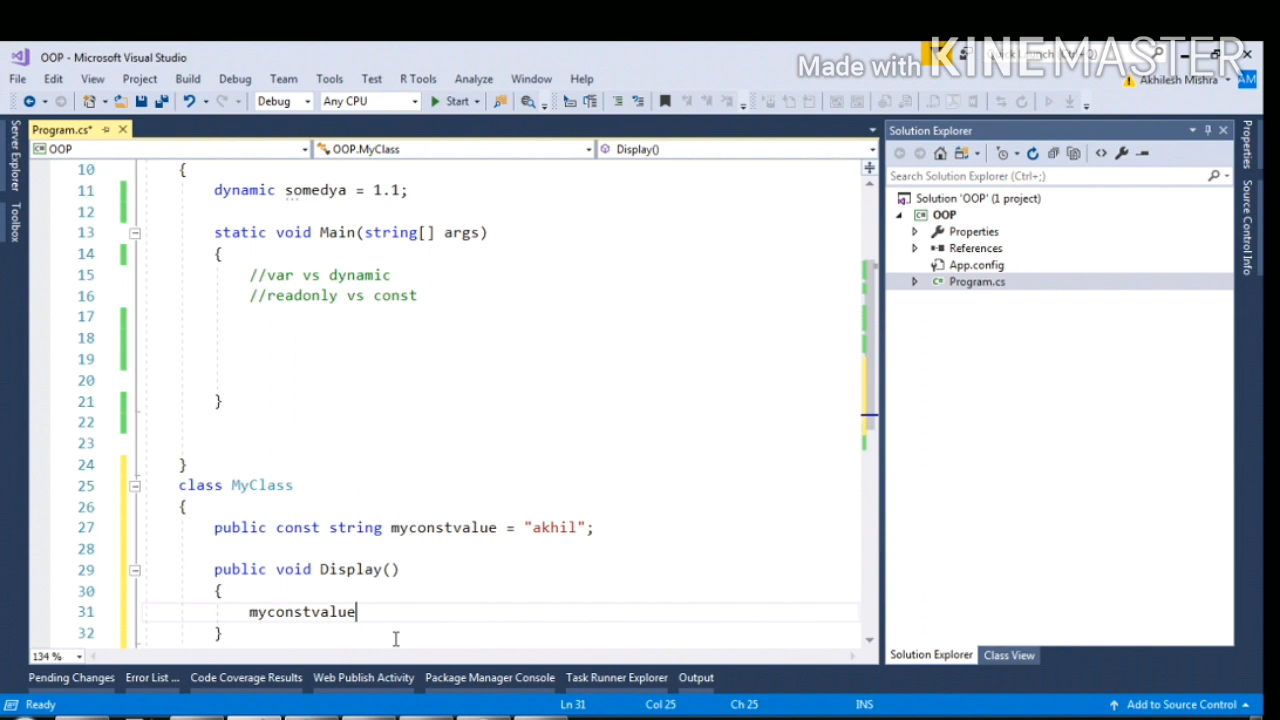 OOP - Microsoft Visual Studio
Made with KINEMASTER
File Edit View Project Build Debug Team Tools Test R Tools Analyze Window Help
Akhilesh Mishra AM
Debug Any CPU Start
Server Explorer
Toolbox
Program.cs*
OOP OOP.MyClass Display()
10 {
11 dynamic somedya = 1.1;
12
13 static void Main(string[] args)
14 {
15 //var vs dynamic
16 //readonly vs const
17
18
19
20
21 }
22
23
24 }
25 class MyClass
26 {
27 public const string myconstvalue = "akhil";
28
29 public void Display()
30 {
31 myconstvalue
32 }
134 %
Solution Explorer
Search Solution Explorer (Ctrl+;)
Solution 'OOP' (1 project)
OOP
Properties
References
App.config
Program.cs
Solution Explorer Class View
Properties
Source Control Info
Pending Changes Error List ... Code Coverage Results Web Publish Activity Package Manager Console Task Runner Explorer Output
Ready Ln 31 Col 25 Ch 25 INS Add to Source Control